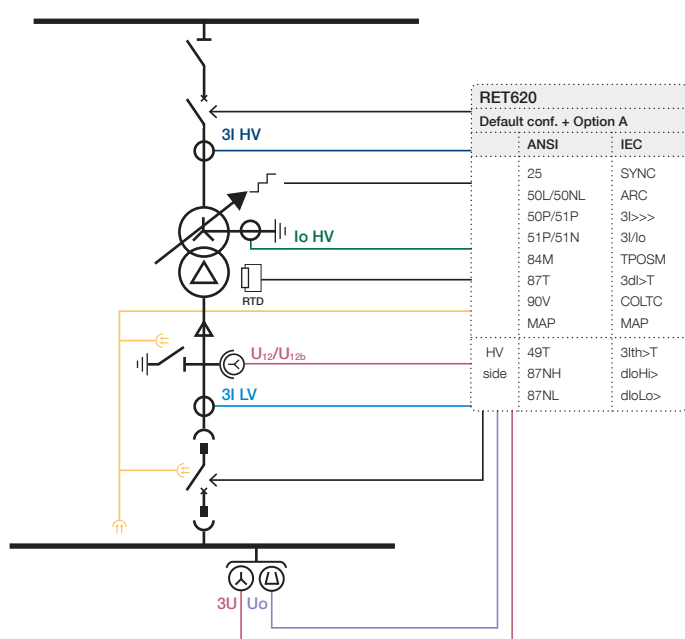 RET620
Default conf. + Option A
ANSI IEC
25 SYNC
50L/50NL ARC
50P/51P 3I>>>
51P/51N 3I/Io
84M TPOSM
87T 3dI>T
90V COLTC
MAP MAP
HV 49T 3Ith>T
side 87NH dIoHi>
87NL dIoLo>
3I HV
Io HV
RTD
U12/U12b
3I LV
3U Uo